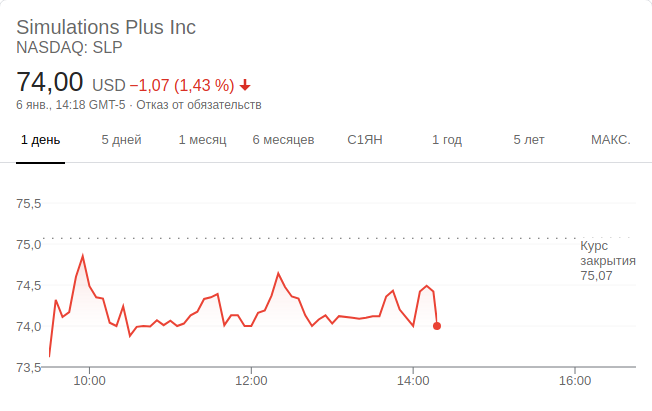 Simulations Plus Inc
NASDAQ: SLP
74,00 USD −1,07 (1,43 %)
6 янв., 14:18 GMT-5 · Отказ от обязательств
1 день 5 дней 1 месяц 6 месяцев С1ЯН 1 год 5 лет МАКС.
75,5
75,0
Курс
закрытия
75,07
74,5
74,0
73,5
10:00 12:00 14:00 16:00